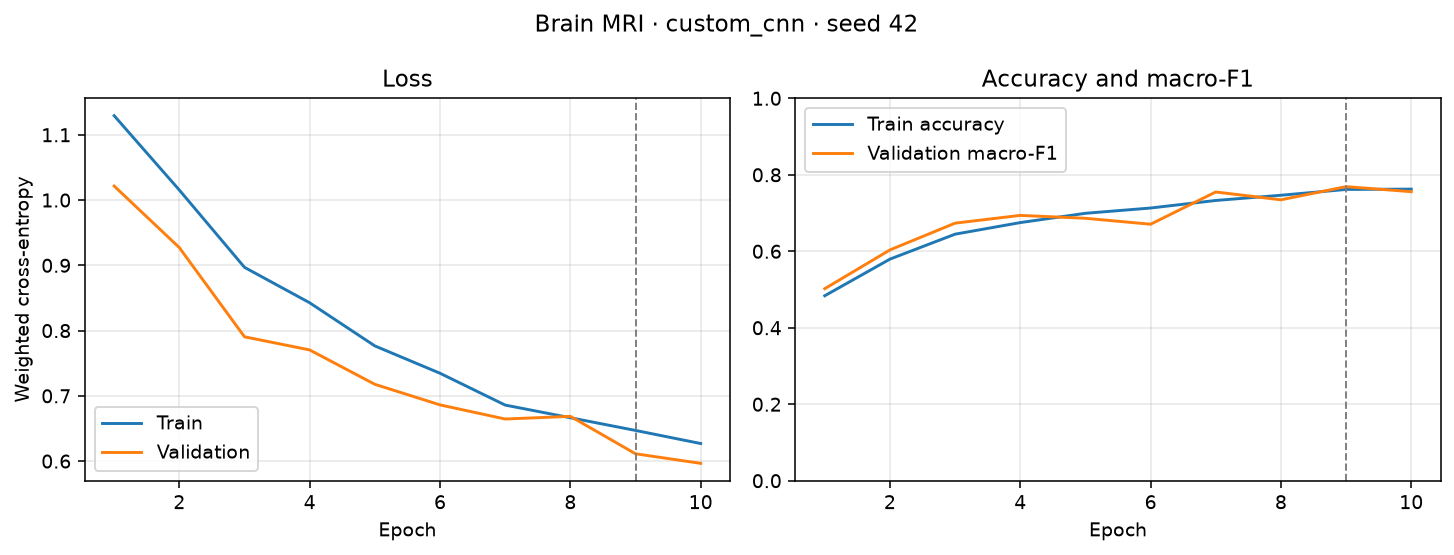 Brain MRI · custom_cnn · seed 42
Loss
Weighted cross-entropy
1.1
1.0
0.9
0.8
0.7
0.6
Train
Validation
2 4 6 8 10
Epoch
Accuracy and macro-F1
1.0
0.8
0.6
0.4
0.2
0.0
Train accuracy
Validation macro-F1
2 4 6 8 10
Epoch